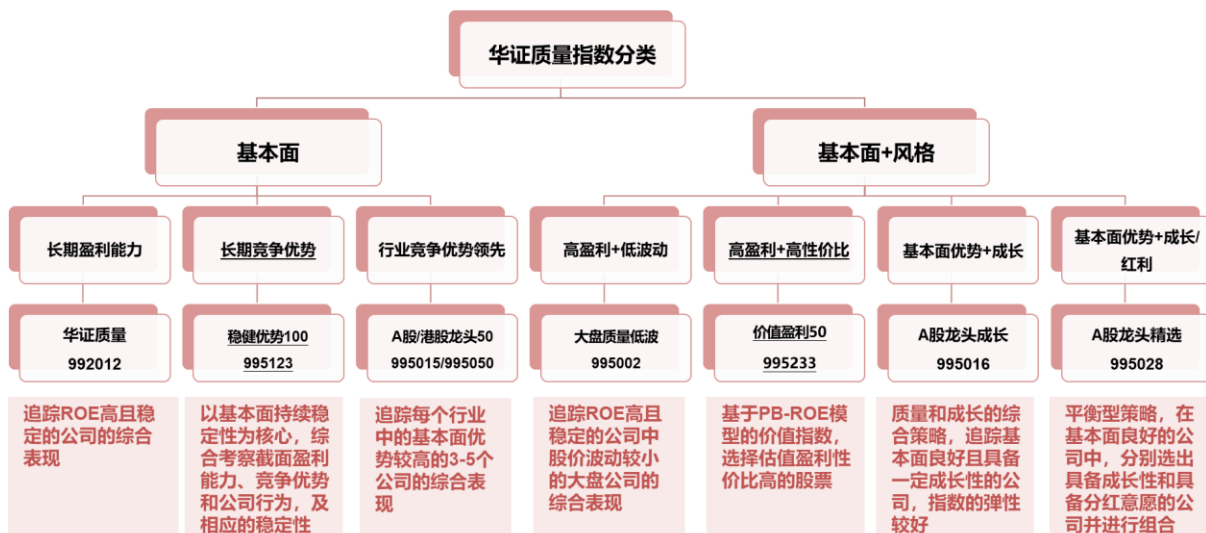 华证质量指数分类
基本面
基本面+风格
长期盈利能力
长期竞争优势
行业竞争优势领先
高盈利+低波动
高盈利+高性价比
基本面优势+成长
基本面优势+成长/
红利
华证质量
992012
稳健优势100
995123
A股/港股龙头50
995015/995050
大盘质量低波
995002
价值盈利50
995233
A股龙头成长
995016
A股龙头精选
995028
追踪ROE高且稳
定的公司的综合
表现
以基本面持续稳
定性为核心，综
合考察截面盈利
能力、竞争优势
和公司行为，及
相应的稳定性
追踪每个行业
中的基本面优
势较高的3-5个
公司的综合表
现
追踪ROE高且
稳定的公司中
股价波动较小
的大盘公司的
综合表现
基于PB-ROE模
型的价值指数，
选择估值盈利性
价比高的股票
质量和成长的综
合策略，追踪基
本面良好且具备
一定成长性的公
司，指数的弹性
较好
平衡型策略，在
基本面良好的公
司中，分别选出
具备成长性和具
备分红意愿的公
司并进行组合